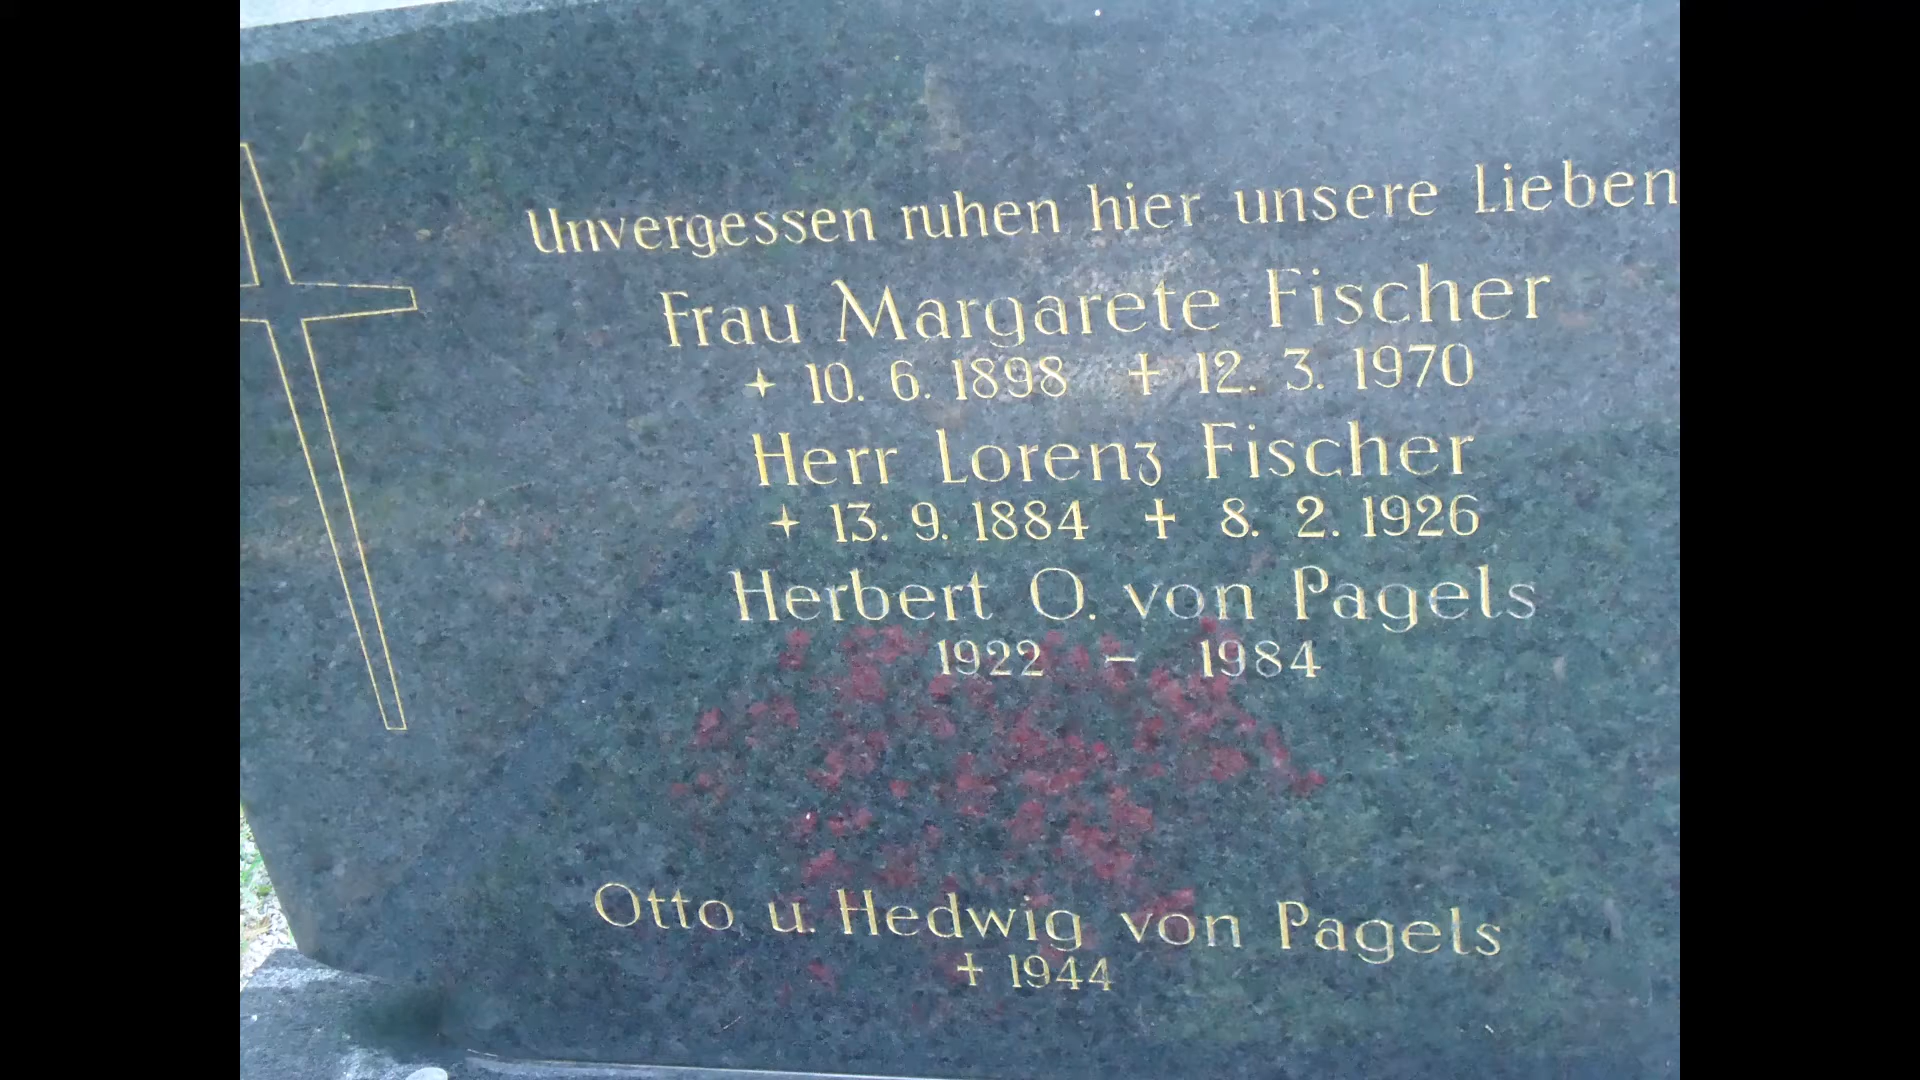 Unvergessen ruhen hier unsere Lieben
Frau Margarete Fischer
+ 10. 6. 1898 + 12. 3. 1970
Herr Lorenz Fischer
+ 13. 9. 1884 + 8. 2. 1926
Herbert O. von Pagels
1922 – 1984
Otto u. Hedwig von Pagels
+ 1944